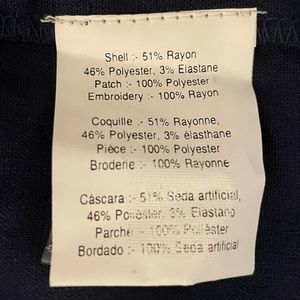 Shell :- 51% Rayon
46% Polyester, 3% Elastane
Patch :- 100% Polyester
Embroidery :- 100% Rayon
Coquille :- 51% Rayonne,
46% Polyester, 3% élasthane
Pièce :- 100% Polyester
Broderie :- 100% Rayonne
Cáscara :- 51% Seda artificial,
46% Poliéster, 3% Elastano
Parche :- 100% Poliéster
Bordado :- 100% Seda artificial